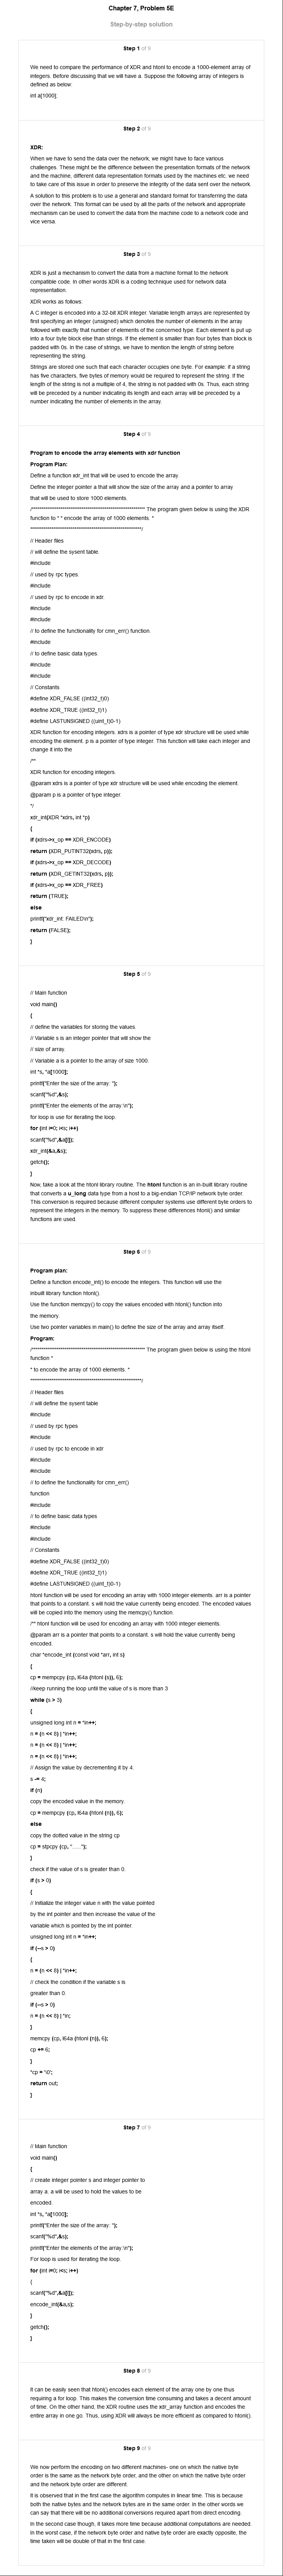 Chapter 7, Problem 5E
Step-by-step solution
Step 1 of 9
We need to compare the performance of XDR and htonl to encode a 1000-element array of
integers. Before discussing that we will have a. Suppose the following array of integers is
defined as below:
int a[1000];
Step 2 of 9
XDR:
When we have to send the data over the network, we might have to face various
challenges. These might be the difference between the presentation formats of the network
and the machine, different data representation formats used by the machines etc. we need
to take care of this issue in order to preserve the integrity of the data sent over the network.
A solution to this problem is to use a general and standard format for transferring the data
over the network. This format can be used by all the parts of the network and appropriate
mechanism can be used to convert the data from the machine code to a network code and
vice versa.
Step 3 of 9
XDR is just a mechanism to convert the data from a machine format to the network
compatible code. In other words XDR is a coding technique used for network data
representation.
XDR works as follows:
A C integer is encoded into a 32-bit XDR integer. Variable length arrays are represented by
first specifying an integer (unsigned) which denotes the number of elements in the array
followed with exactly that number of elements of the concerned type. Each element is put up
into a four byte block else than strings. If the element is smaller than four bytes than block is
padded with 0s. In the case of strings, we have to mention the length of string before
representing the string.
Strings are stored one such that each character occupies one byte. For example: if a string
has five characters, five bytes of memory would be required to represent the string. If the
length of the string is not a multiple of 4, the string is not padded with 0s. Thus, each string
will be preceded by a number indicating its length and each array will be preceded by a
number indicating the number of elements in the array.
Step 4 of 9
Program to encode the array elements with xdr function
Program Plan:
Define a function xdr_int that will be used to encode the array.
Define the integer pointer a that will show the size of the array and a pointer to array
that will be used to store 1000 elements.
/******************************************************* The program given below is using the XDR
function to * * encode the array of 1000 elements. *
******************************************************/
// Header files
// will define the sysent table.
#include
// used by rpc types.
#include
// used by rpc to encode in xdr.
#include
#include
// to define the functionality for cmn_err() function.
#include
// to define basic data types.
#include
#include
// Constants
#define XDR_FALSE ((int32_t)0)
#define XDR_TRUE ((int32_t)1)
#define LASTUNSIGNED ((uint_t)0-1)
XDR function for encoding integers. xdrs is a pointer of type xdr structure will be used while
encoding the element. p is a pointer of type integer. This function will take each integer and
change it into the
/**
XDR function for encoding integers.
@param xdrs is a pointer of type xdr structure will be used while encoding the element.
@param p is a pointer of type integer.
*/
xdr_int(XDR *xdrs, int *p)
{
if (xdrs->x_op == XDR_ENCODE)
return (XDR_PUTINT32(xdrs, p));
if (xdrs->x_op == XDR_DECODE)
return (XDR_GETINT32(xdrs, p));
if (xdrs->x_op == XDR_FREE)
return (TRUE);
else
printf("xdr_int: FAILED\n");
return (FALSE);
}
Step 5 of 9
// Main function
void main()
{
// define the variables for storing the values.
// Variable s is an integer pointer that will show the
// size of array.
// Variable a is a pointer to the array of size 1000.
int *s, *a[1000];
printf("Enter the size of the array: ");
scanf("%d",&s);
printf("Enter the elements of the array:\n");
for loop is use for iterating the loop.
for (int i=0; i<s; i++)
scanf("%d",&a[i]);
xdr_int(&a,&s);
getch();
}
Now, take a look at the htonl library routine. The htonl function is an in-built library routine
that converts a u_long data type from a host to a big-endian TCP/IP network byte order.
This conversion is required because different computer systems use different byte orders to
represent the integers in the memory. To suppress these differences htonl() and similar
functions are used.
Step 6 of 9
Program plan:
Define a function encode_int() to encode the integers. This function will use the
inbuilt library function htonl().
Use the function memcpy() to copy the values encoded with htonl() function into
the memory.
Use two pointer variables in main() to define the size of the array and array itself.
Program:
/******************************************************* The program given below is using the htonl
function *
* to encode the array of 1000 elements. *
******************************************************/
// Header files
// will define the sysent table
#include
// used by rpc types
#include
// used by rpc to encode in xdr
#include
#include
// to define the functionality for cmn_err()
function
#include
// to define basic data types
#include
#include
// Constants
#define XDR_FALSE ((int32_t)0)
#define XDR_TRUE ((int32_t)1)
#define LASTUNSIGNED ((uint_t)0-1)
htonl function will be used for encoding an array with 1000 integer elements. arr is a pointer
that points to a constant. s will hold the value currently being encoded. The encoded values
will be copied into the memory using the memcpy() function.
/** htonl function will be used for encoding an array with 1000 integer elements.
@param arr is a pointer that points to a constant. s will hold the value currently being
encoded.
char *encode_int (const void *arr, int s)
{
cp = mempcpy (cp, l64a (htonl (s)), 6);
//keep running the loop until the value of s is more than 3
while (s > 3)
{
unsigned long int n = *in++;
n = (n << 8) | *in++;
n = (n << 8) | *in++;
n = (n << 8) | *in++;
// Assign the value by decrementing it by 4.
s -= 4;
if (n)
copy the encoded value in the memory.
cp = mempcpy (cp, l64a (htonl (n)), 6);
else
copy the dotted value in the string cp
cp = stpcpy (cp, "......");
}
check if the value of s is greater than 0.
if (s > 0)
{
// Initialize the integer value n with the value pointed
by the int pointer and then increase the value of the
variable which is pointed by the int pointer.
unsigned long int n = *in++;
if (--s > 0)
{
n = (n << 8) | *in++;
// check the condition if the variable s is
greater than 0.
if (--s > 0)
n = (n << 8) | *in;
}
memcpy (cp, l64a (htonl (n)), 6);
cp += 6;
}
*cp = '\0';
return out;
}
Step 7 of 9
// Main function
void main()
{
// create integer pointer s and integer pointer to
array a. a will be used to hold the values to be
encoded.
int *s, *a[1000];
printf("Enter the size of the array: ");
scanf("%d",&s);
printf("Enter the elements of the array:\n");
For loop is used for iterating the loop.
for (int i=0; i<s; i++)
{
scanf("%d",&a[i]);
encode_int(&a,s);
}
getch();
}
Step 8 of 9
It can be easily seen that htonl() encodes each element of the array one by one thus
requiring a for loop. This makes the conversion time consuming and takes a decent amount
of time. On the other hand, the XDR routine uses the xdr_array function and encodes the
entire array in one go. Thus, using XDR will always be more efficient as compared to htonl().
Step 9 of 9
We now perform the encoding on two different machines- one on which the native byte
order is the same as the network byte order, and the other on which the native byte order
and the network byte order are different.
It is observed that in the first case the algorithm computes in linear time. This is because
both the native bytes and the network bytes are in the same order. In other words we
can say that there will be no additional conversions required apart from direct encoding.
In the second case though, it takes more time because additional computations are needed.
In the worst case, if the network byte order and native byte order are exactly opposite, the
time taken will be double of that in the first case.